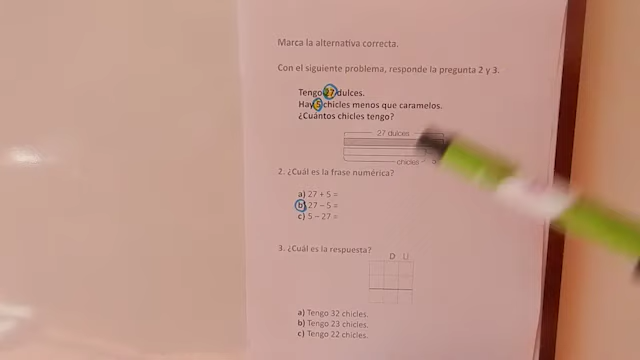 Marca la alternativa correcta.
Con el siguiente problema, responde la pregunta 2 y 3.
Tengo 27 dulces.
Hay 5 chicles menos que caramelos.
¿Cuántos chicles tengo?
27 dulces
chicles
2. ¿Cuál es la frase numérica?
a) 27 + 5 =
b) 27 – 5 =
c) 5 – 27 =
3. ¿Cuál es la respuesta?
D U
a) Tengo 32 chicles.
b) Tengo 23 chicles.
c) Tengo 22 chicles.